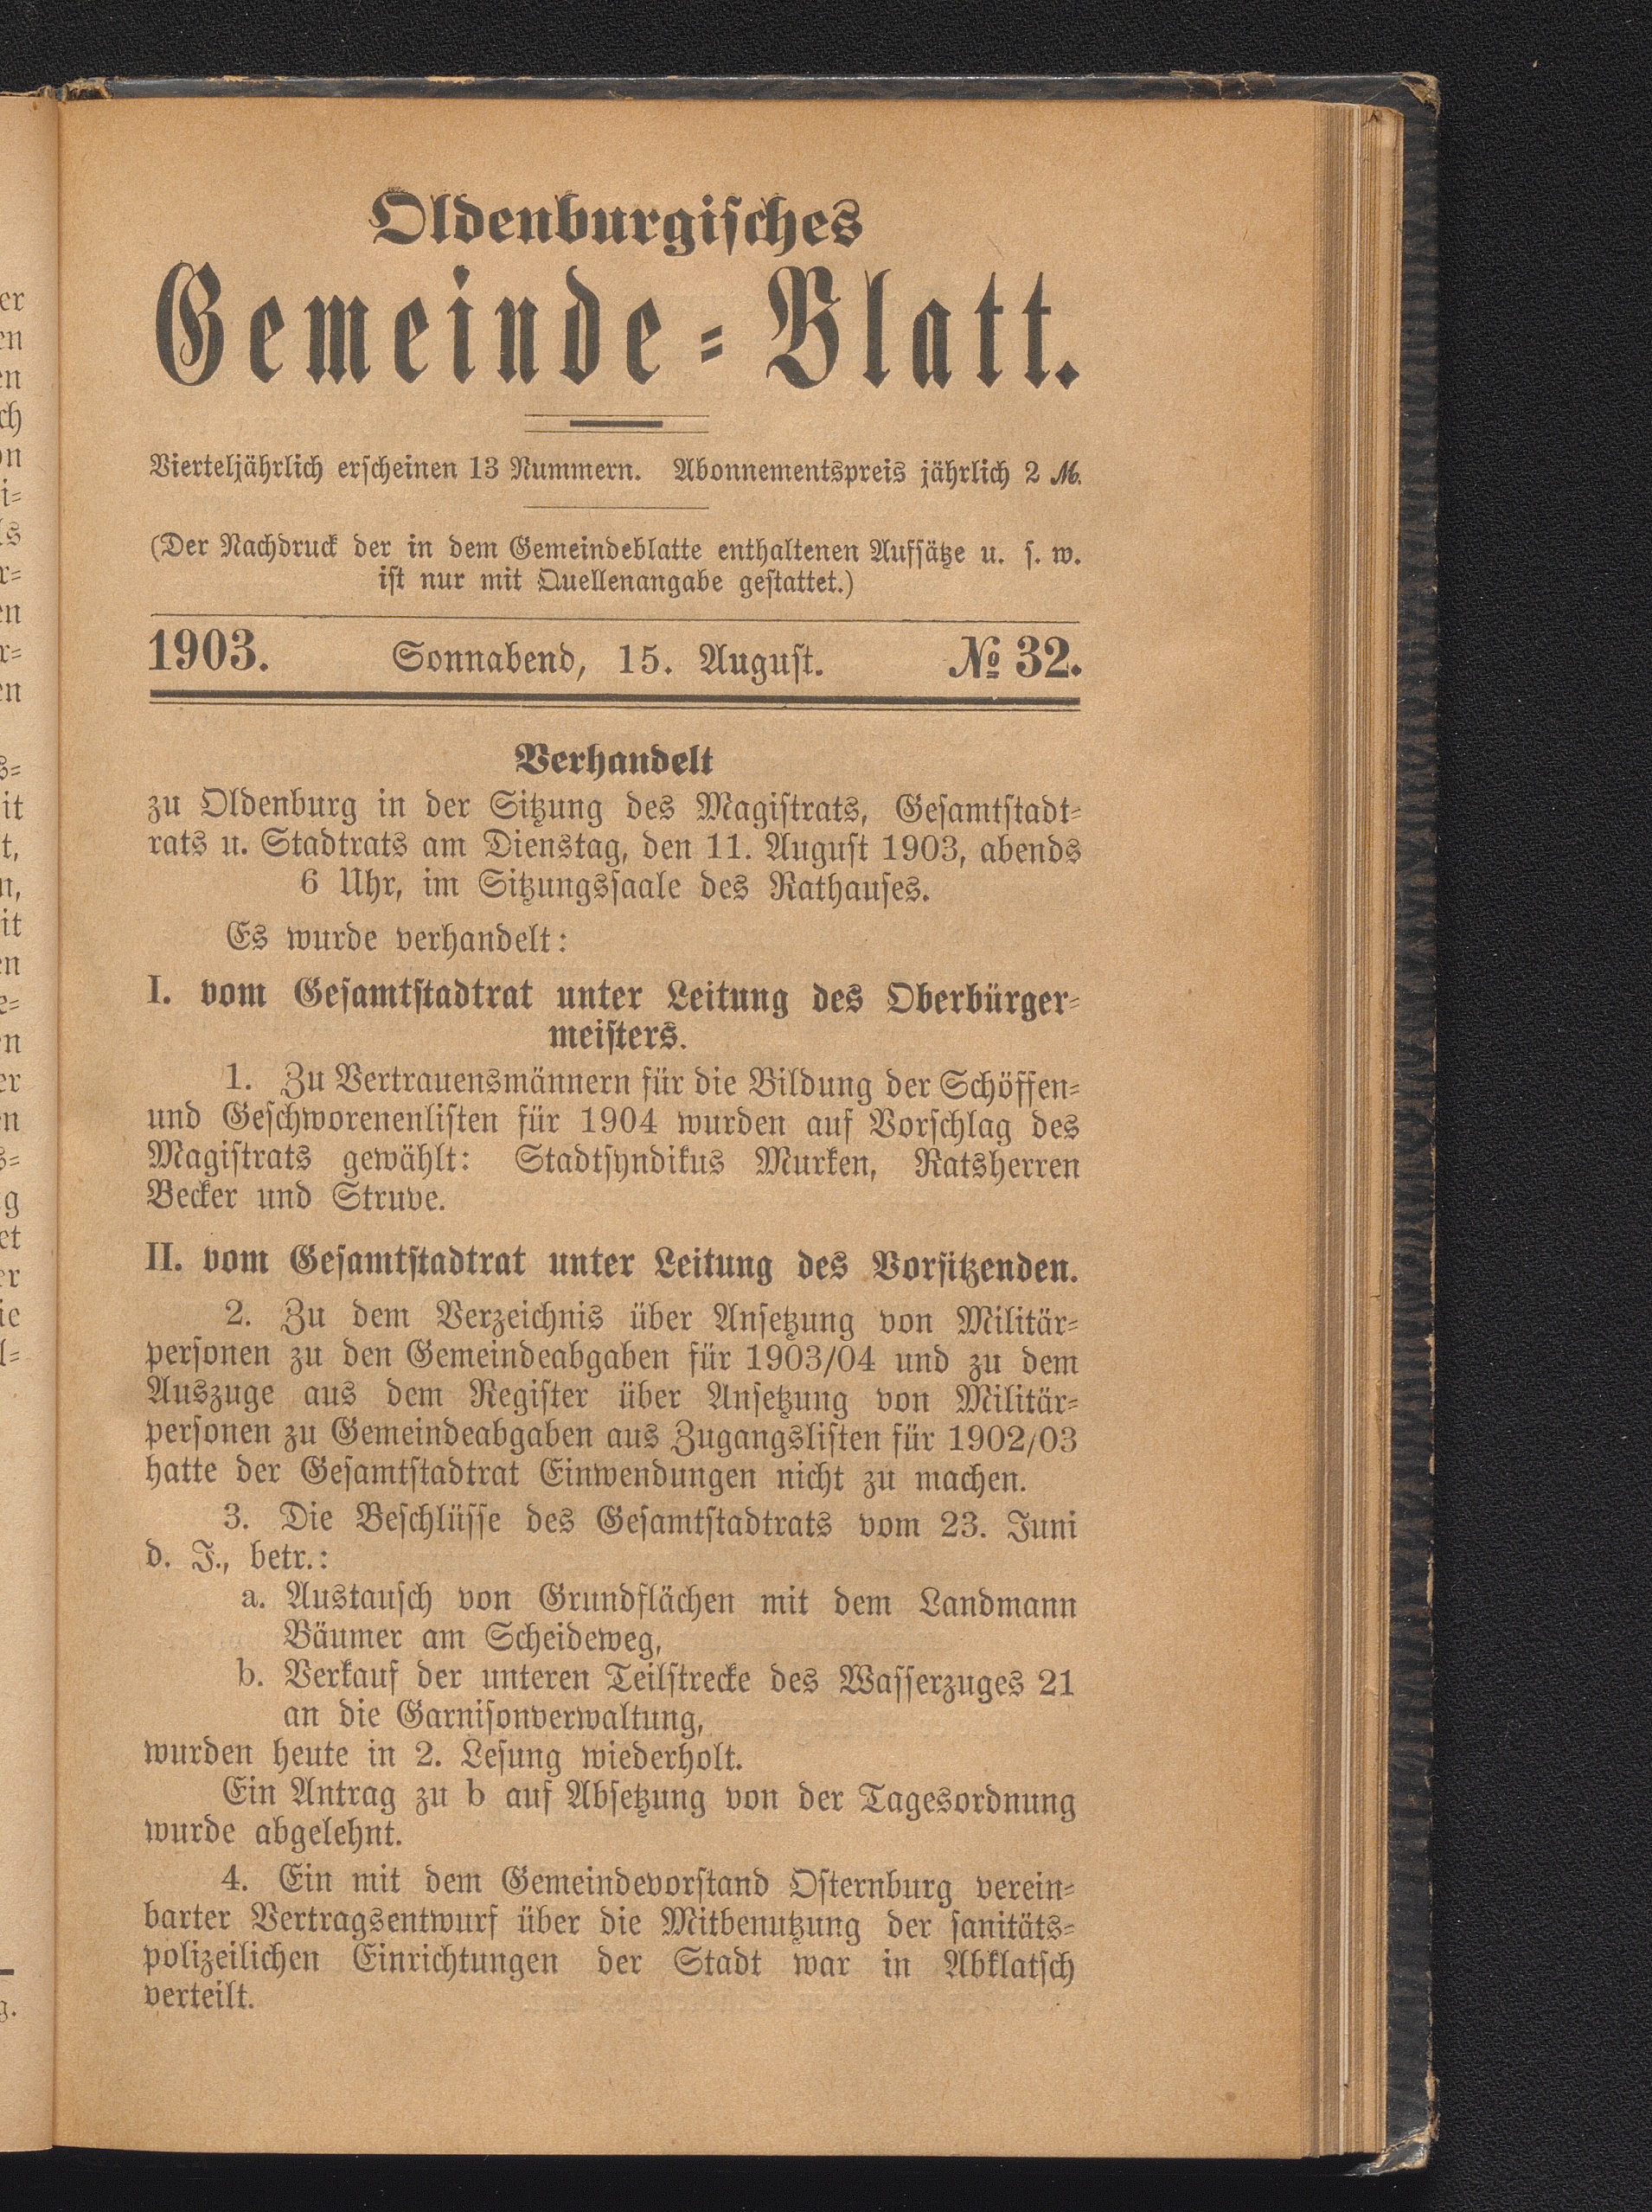 Oldenburgisches
Gemeinde-Blatt.
Vierteljährlich erscheinen 13 Nummern. Abonnementspreis jährlich 2 ℳ.
(Der Nachdruck der in dem Gemeindeblatte enthaltenen Aufsätze u. s. w.
ist nur mit Quellenangabe gestattet.)
1903. Sonnabend, 15. August. № 32.
Verhandelt
zu Oldenburg in der Sitzung des Magistrats, Gesamtstadt-
rats u. Stadtrats am Dienstag, den 11. August 1903, abends
6 Uhr, im Sitzungssaale des Rathauses.
Es wurde verhandelt:
I. vom Gesamtstadtrat unter Leitung des Oberbürger-
meisters.
1. Zu Vertrauensmännern für die Bildung der Schöffen-
und Geschworenenlisten für 1904 wurden auf Vorschlag des
Magistrats gewählt: Stadtsyndikus Murken, Ratsherren
Becker und Struve.
II. vom Gesamtstadtrat unter Leitung des Vorsitzenden.
2. Zu dem Verzeichnis über Ansetzung von Militär-
personen zu den Gemeindeabgaben für 1903/04 und zu dem
Auszuge aus dem Register über Ansetzung von Militär-
personen zu Gemeindeabgaben aus Zugangslisten für 1902/03
hatte der Gesamtstadtrat Einwendungen nicht zu machen.
3. Die Beschlüsse des Gesamtstadtrats vom 23. Juni
d. J., betr.:
a. Austausch von Grundflächen mit dem Landmann
Bäumer am Scheideweg,
b. Verkauf der unteren Teilstrecke des Wasserzuges 21
an die Garnisonverwaltung,
wurden heute in 2. Lesung wiederholt.
Ein Antrag zu b auf Absetzung von der Tagesordnung
wurde abgelehnt.
4. Ein mit dem Gemeindevorstand Osternburg verein-
barter Vertragsentwurf über die Mitbenutzung der sanitäts-
polizeilichen Einrichtungen der Stadt war in Abklatsch
verteilt.